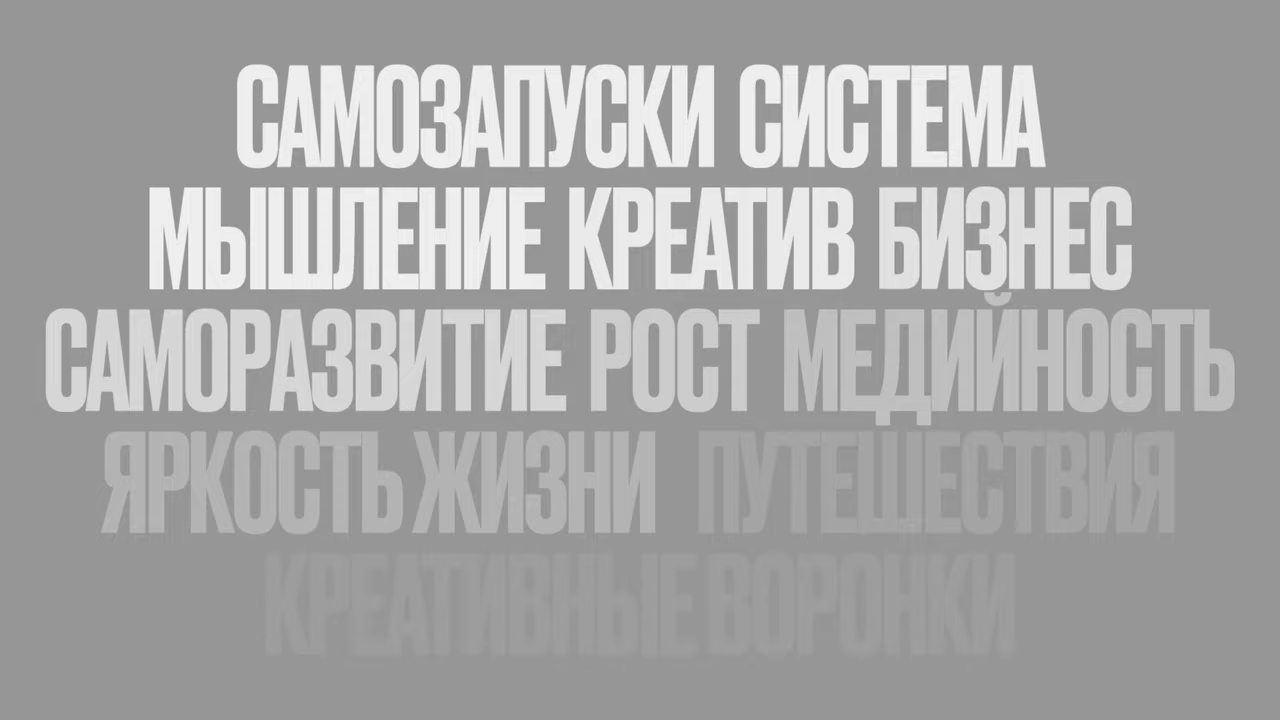 САМОЗАПУСКИ СИСТЕМА
МЫШЛЕНИЕ КРЕАТИВ БИЗНЕС
САМОРАЗВИТИЕ РОСТ МЕДИЙНОСТЬ
ЯРКОСТЬ ЖИЗНИ ПУТЕШЕСТВИЯ
КРЕАТИВНЫЕ ВОРОНКИ